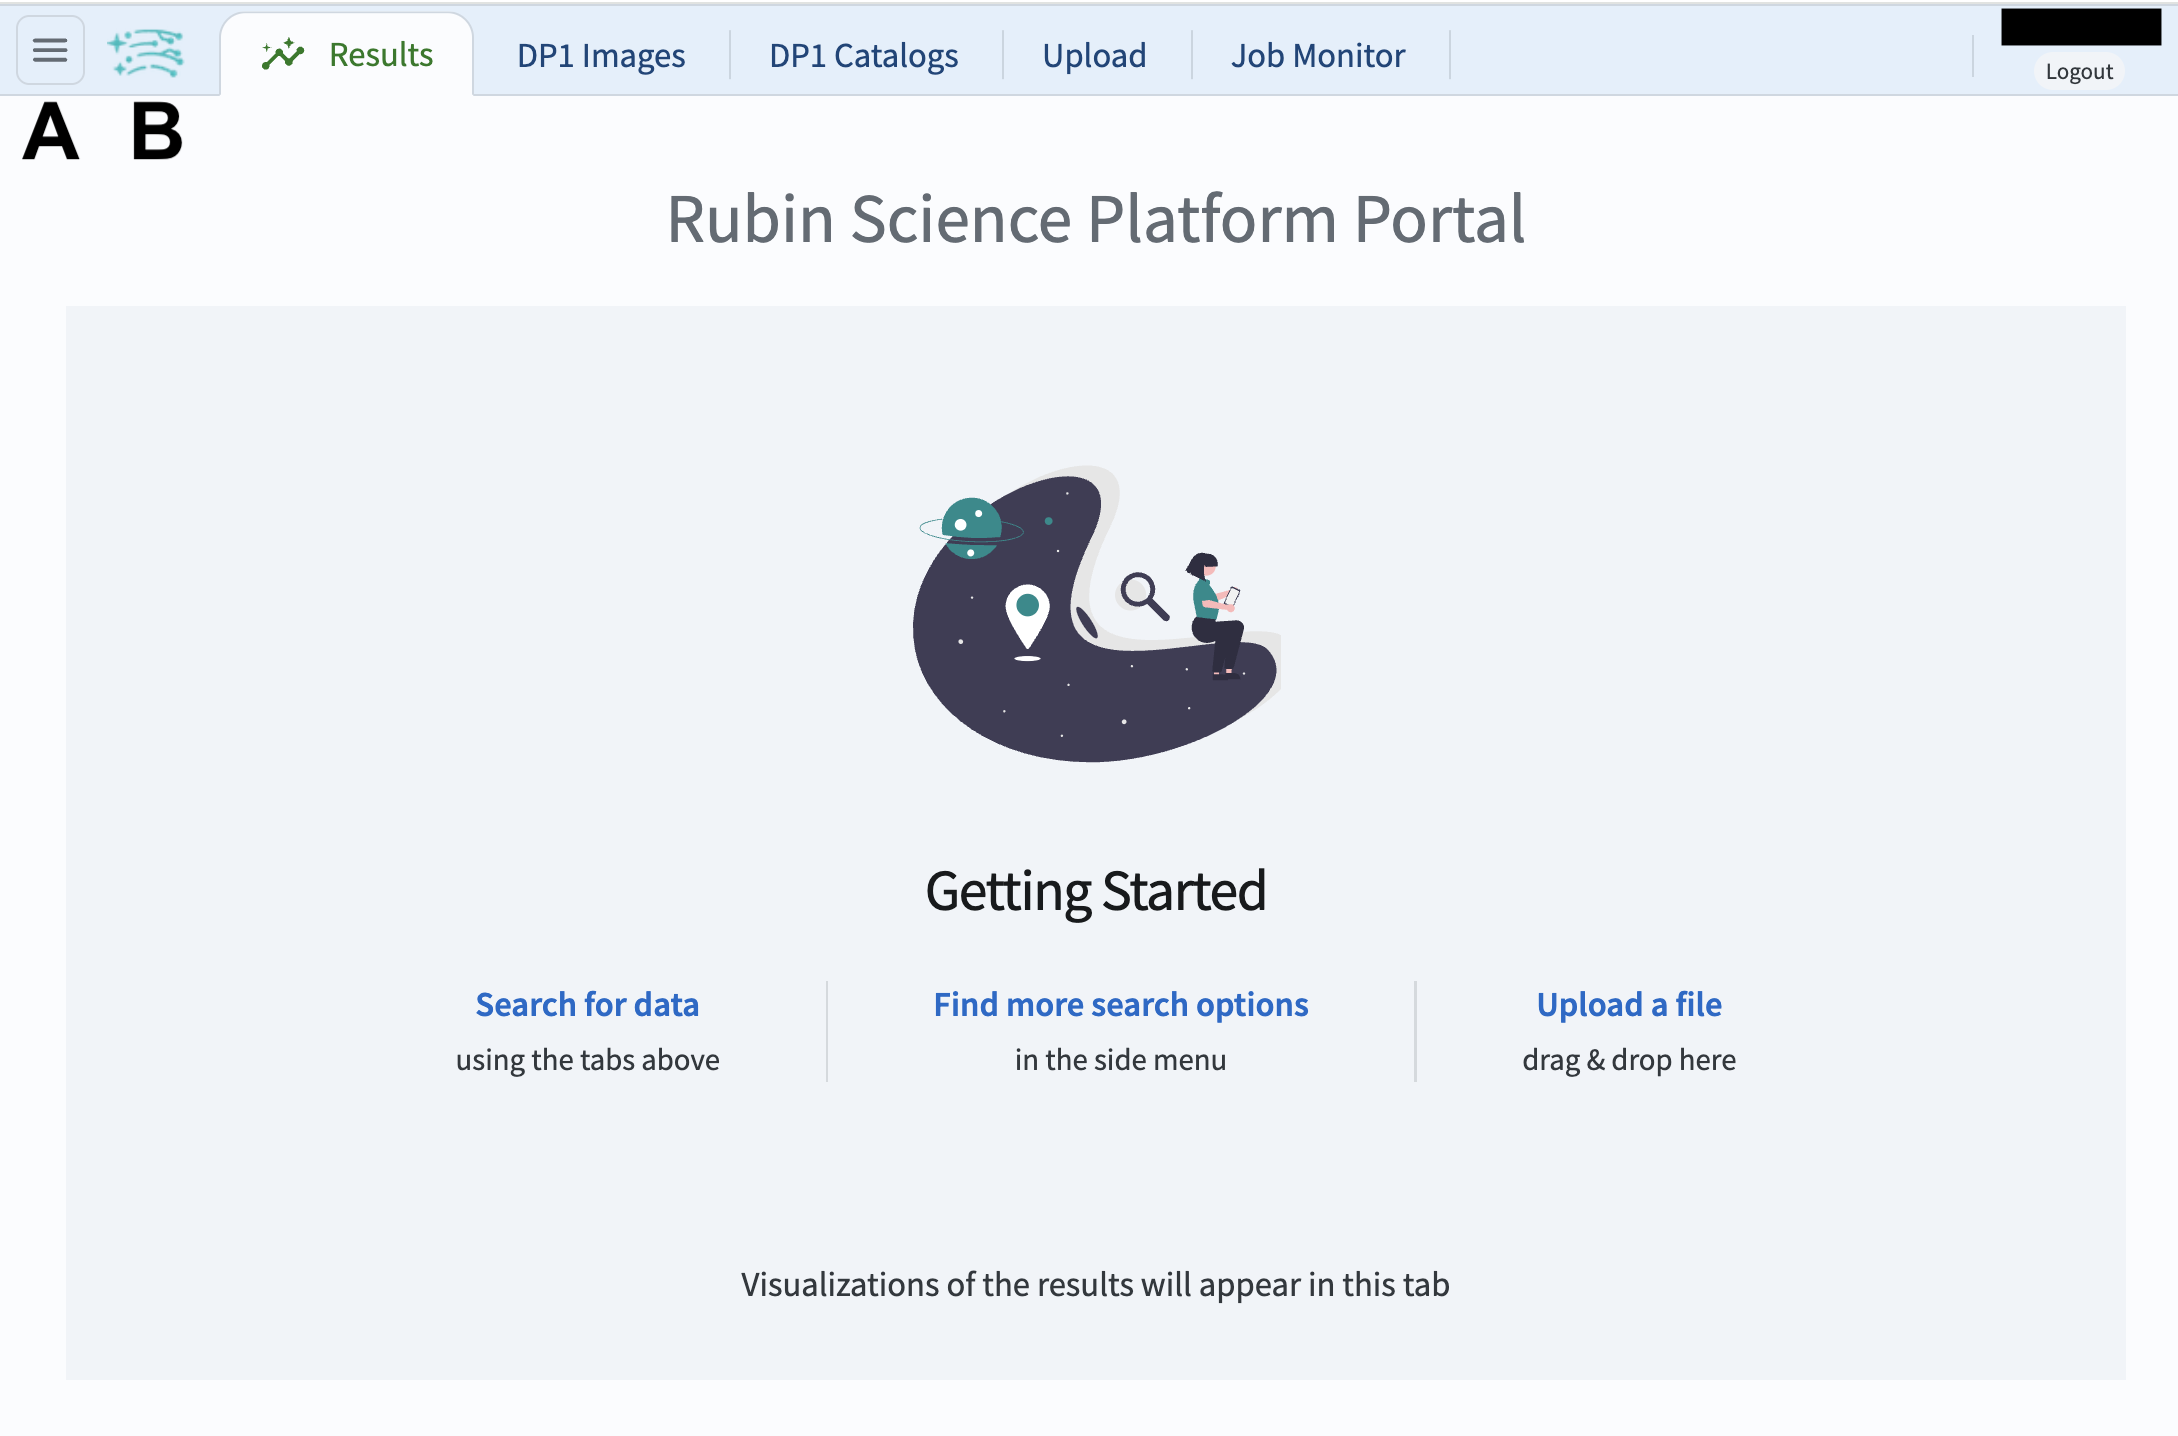 Results
DP1 Images
DP1 Catalogs
Upload
Job Monitor
Logout
A B
Rubin Science Platform Portal
Getting Started
Search for data
using the tabs above
Find more search options
in the side menu
Upload a file
drag & drop here
Visualizations of the results will appear in this tab